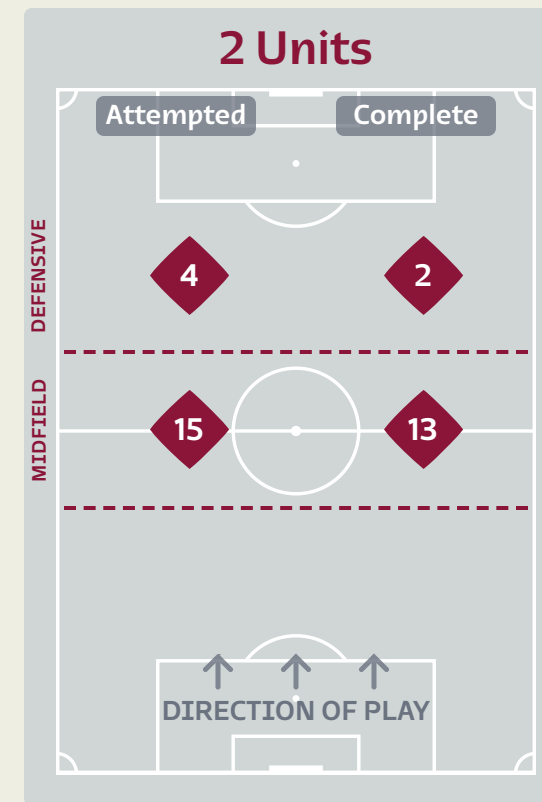 2 Units
Attempted Complete
DEFENSIVE
4 2
MIDFIELD
15 13
DIRECTION OF PLAY